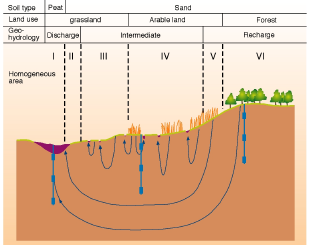 Soil type Peat Sand
Land use grassland Arable land Forest
Geo-
hydrology Discharge Intermediate Recharge
I II III IV V VI
Homogeneous
area